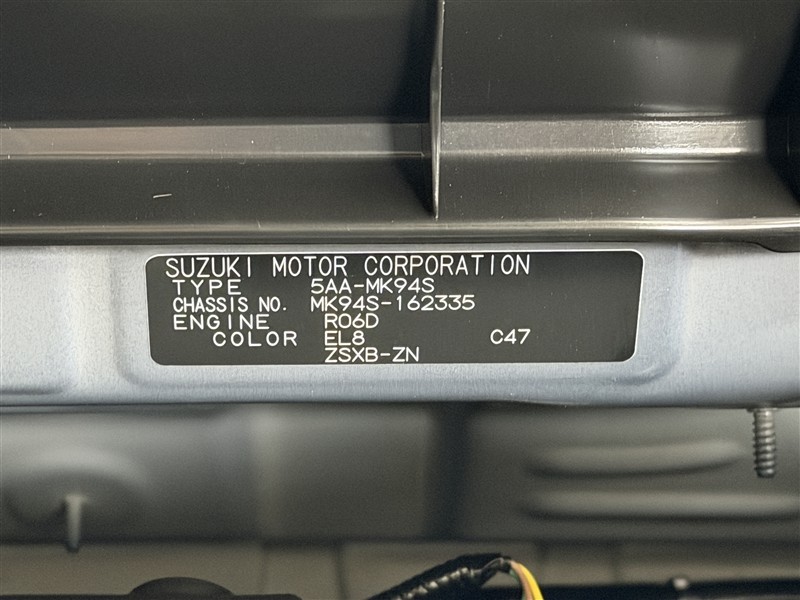 SUZUKI MOTOR CORPORATION
TYPE 5AA-MK94S
CHASSIS NO. MK94S-162335
ENGINE R06D
COLOR EL8 C47
ZSXB-ZN